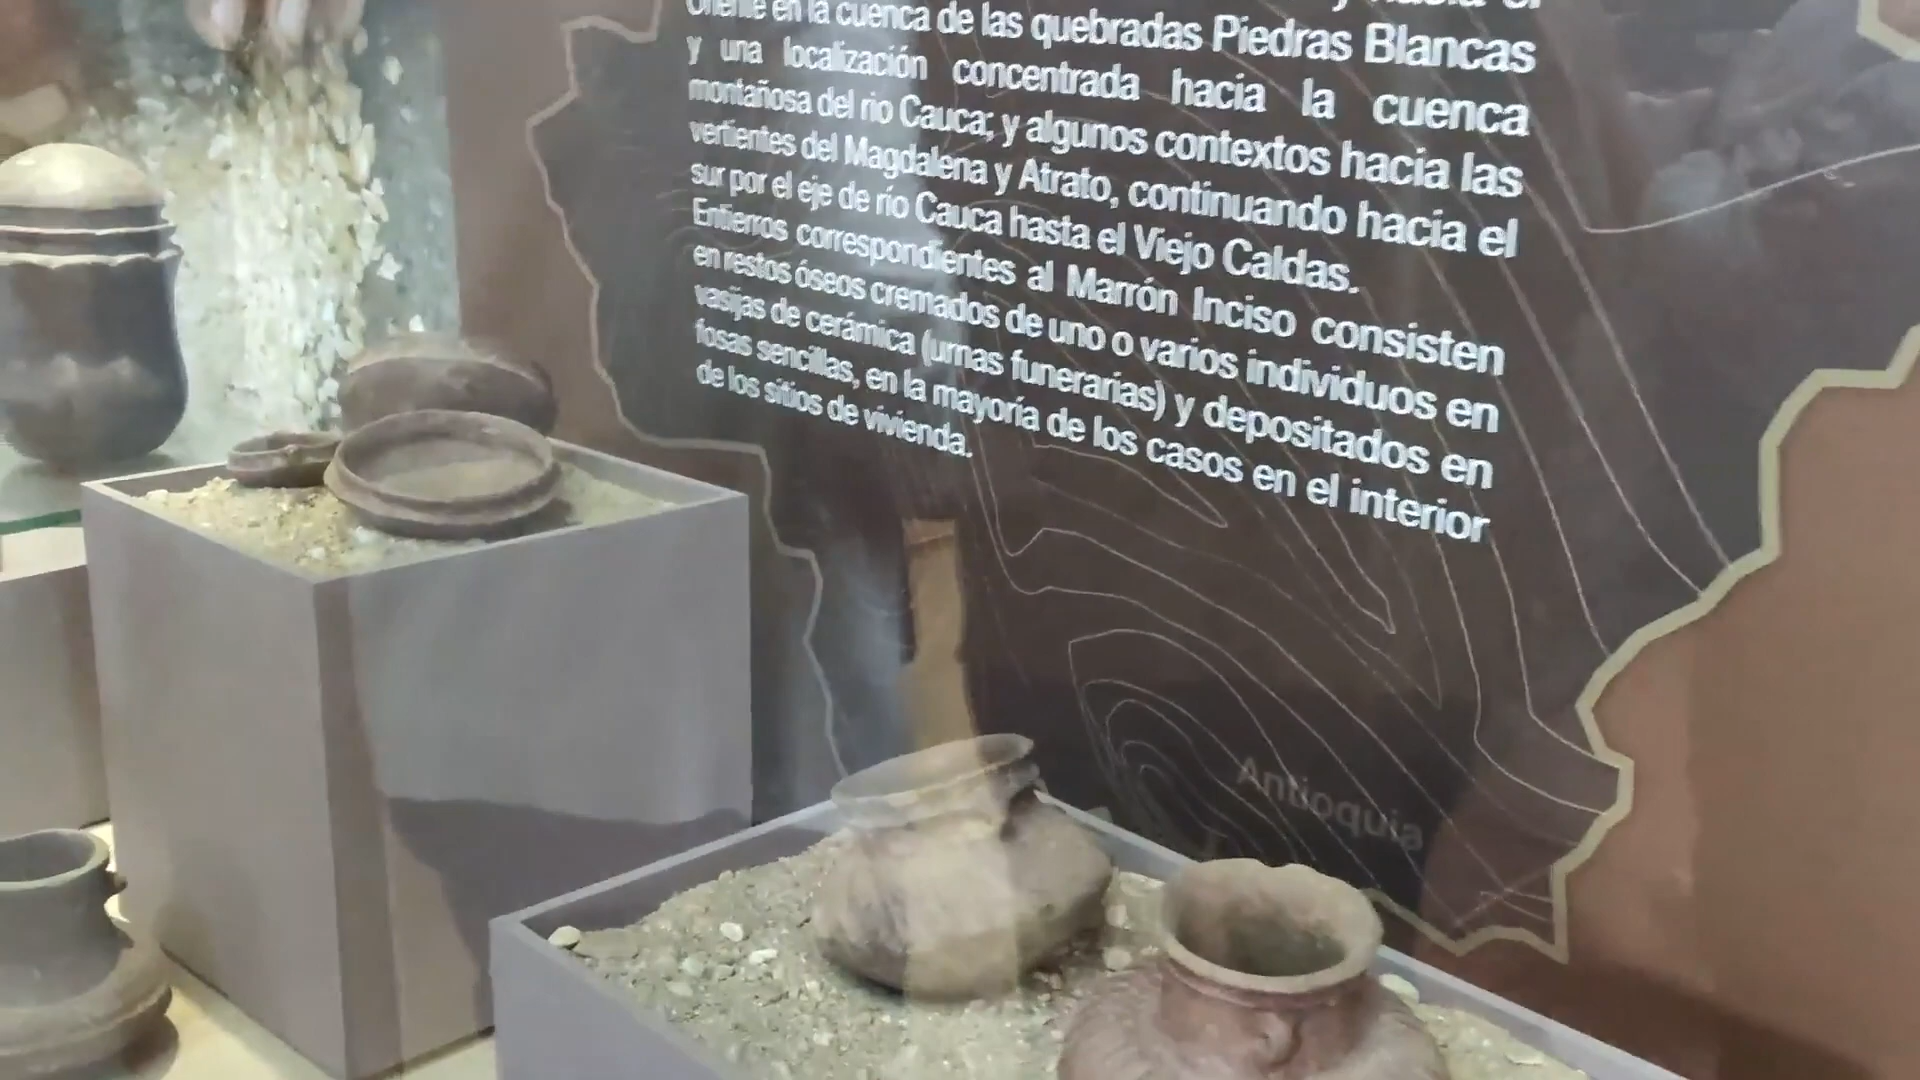 Oriente en la cuenca de las quebradas Piedras Blancas
y una localización concentrada hacia la cuenca
montañosa del rio Cauca; y algunos contextos hacia las
vertientes del Magdalena y Atrato, continuando hacia el
sur por el eje de río Cauca hasta el Viejo Caldas.
Entierros correspondientes al Marrón Inciso consisten
en restos óseos cremados de uno o varios individuos en
vasijas de cerámica (urnas funerarias) y depositados en
fosas sencillas, en la mayoría de los casos en el interior
de los sitios de vivienda.
Antioquia